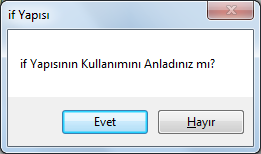 if Yapısı
if Yapısının Kullanımını Anladınız mı?
Evet
Hayır